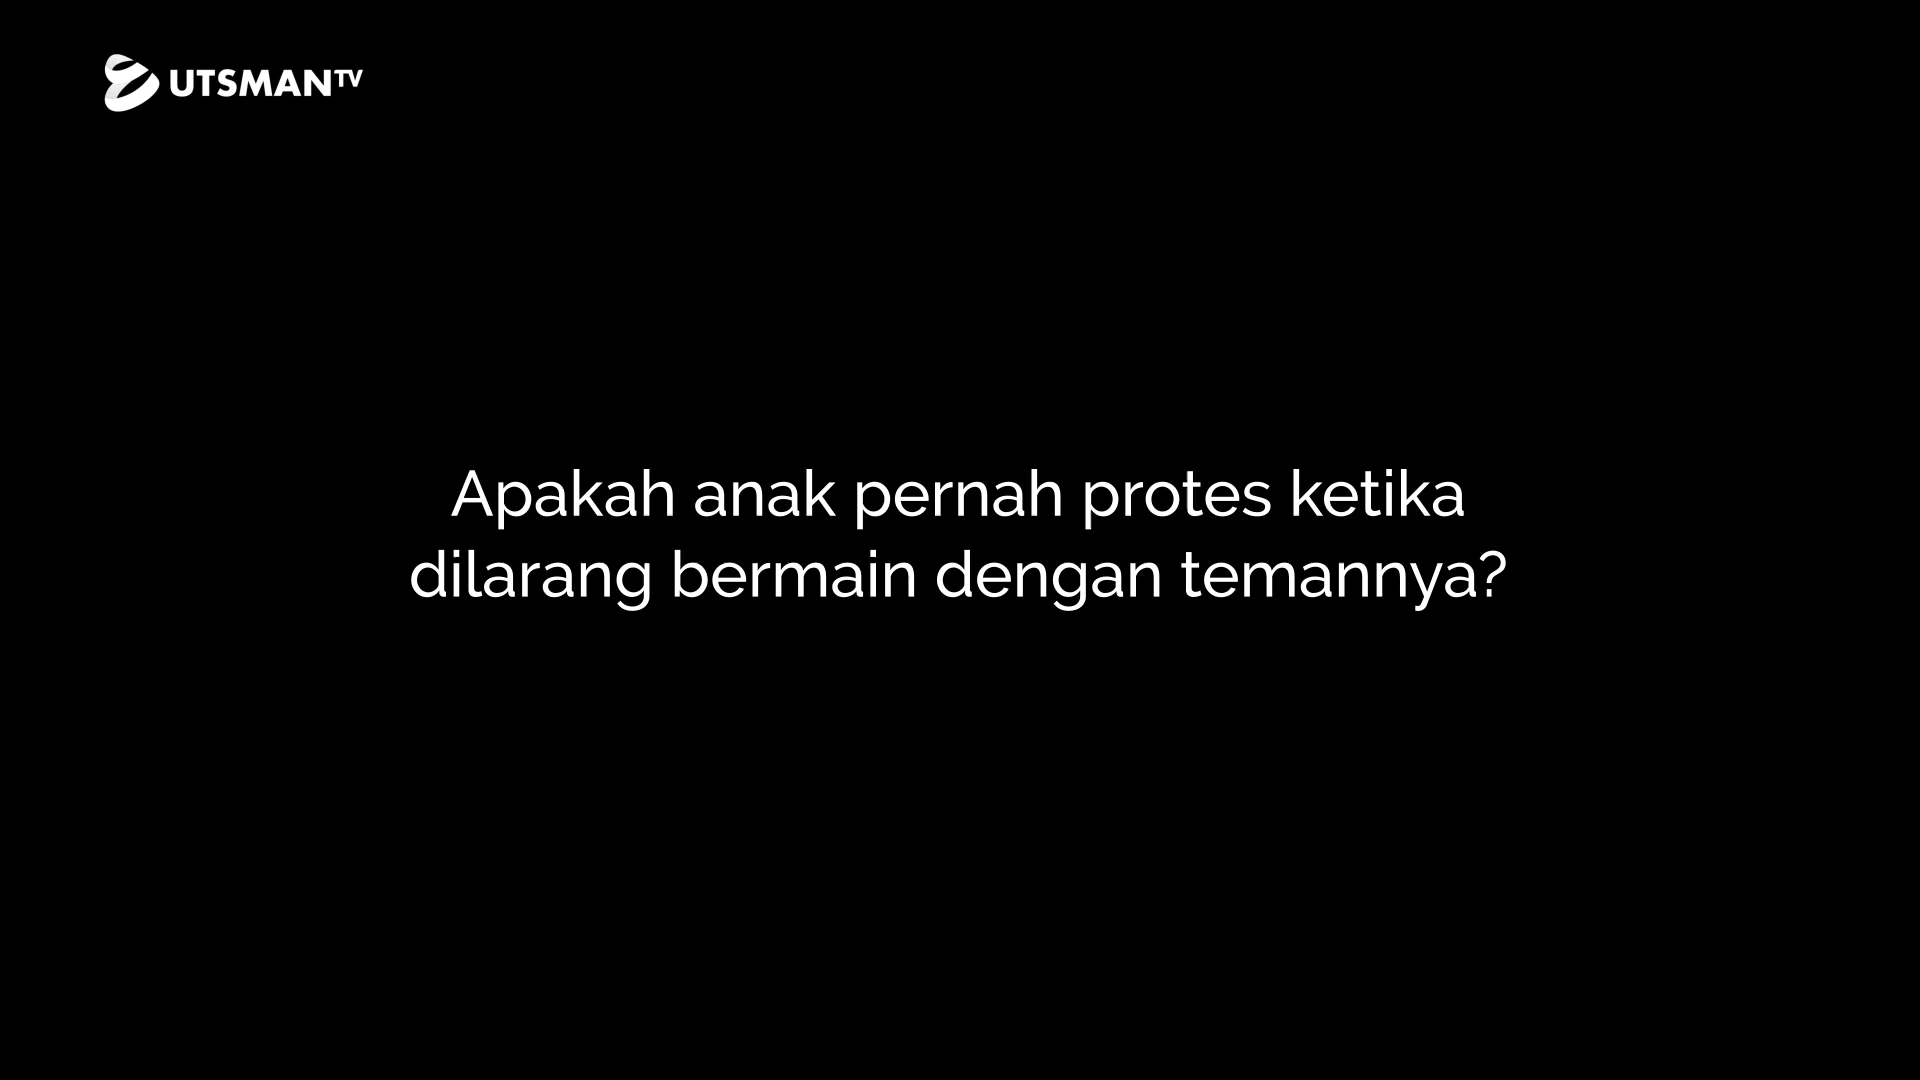 UTSMANTV
Apakah anak pernah protes ketika
dilarang bermain dengan temannya?